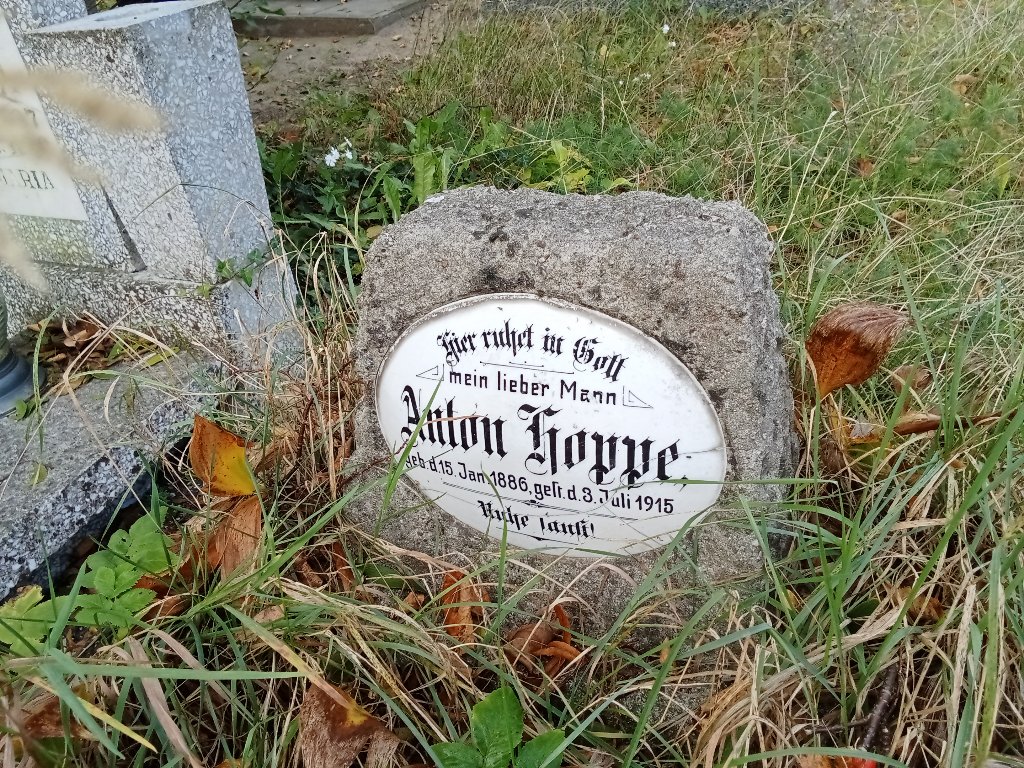 ERIA
Hier ruhet in Gott
mein lieber Mann
Anton Hoppe,
geb. d. 15. Jan. 1886, gest. d. 3. Juli 1915
Ruhe sanft!